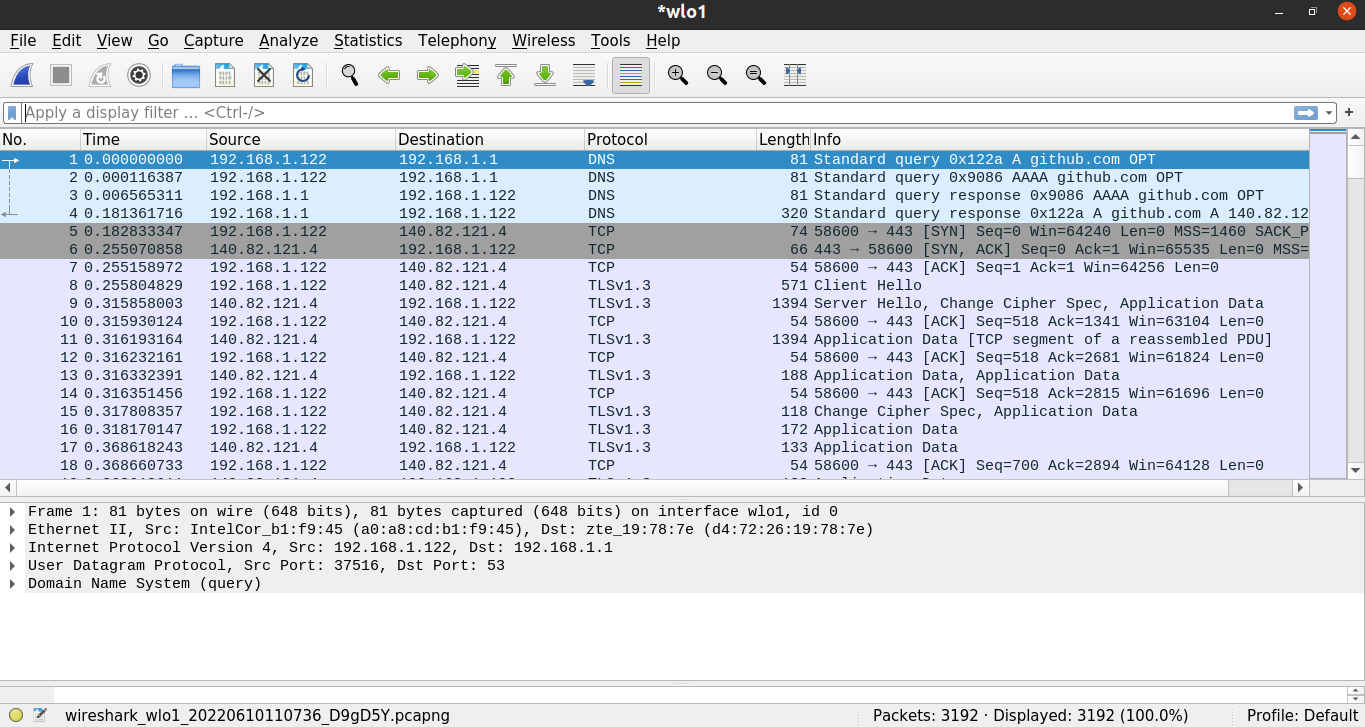 *wlo1
File Edit View Go Capture Analyze Statistics Telephony Wireless Tools Help
Apply a display filter ... <Ctrl-/>
No. Time Source Destination Protocol Length Info
1 0.000000000 192.168.1.122 192.168.1.1 DNS 81 Standard query 0x122a A github.com OPT
2 0.000116387 192.168.1.122 192.168.1.1 DNS 81 Standard query 0x9086 AAAA github.com OPT
3 0.006565311 192.168.1.1 192.168.1.122 DNS 81 Standard query response 0x9086 AAAA github.com OPT
4 0.181361716 192.168.1.1 192.168.1.122 DNS 320 Standard query response 0x122a A github.com A 140.82.12
5 0.182833347 192.168.1.122 140.82.121.4 TCP 74 58600 → 443 [SYN] Seq=0 Win=64240 Len=0 MSS=1460 SACK_P
6 0.255070858 140.82.121.4 192.168.1.122 TCP 66 443 → 58600 [SYN, ACK] Seq=0 Ack=1 Win=65535 Len=0 MSS=
7 0.255158972 192.168.1.122 140.82.121.4 TCP 54 58600 → 443 [ACK] Seq=1 Ack=1 Win=64256 Len=0
8 0.255804829 192.168.1.122 140.82.121.4 TLSv1.3 571 Client Hello
9 0.315858003 140.82.121.4 192.168.1.122 TLSv1.3 1394 Server Hello, Change Cipher Spec, Application Data
10 0.315930124 192.168.1.122 140.82.121.4 TCP 54 58600 → 443 [ACK] Seq=518 Ack=1341 Win=63104 Len=0
11 0.316193164 140.82.121.4 192.168.1.122 TLSv1.3 1394 Application Data [TCP segment of a reassembled PDU]
12 0.316232161 192.168.1.122 140.82.121.4 TCP 54 58600 → 443 [ACK] Seq=518 Ack=2681 Win=61824 Len=0
13 0.316332391 140.82.121.4 192.168.1.122 TLSv1.3 188 Application Data, Application Data
14 0.316351456 192.168.1.122 140.82.121.4 TCP 54 58600 → 443 [ACK] Seq=518 Ack=2815 Win=61696 Len=0
15 0.317808357 192.168.1.122 140.82.121.4 TLSv1.3 118 Change Cipher Spec, Application Data
16 0.318170147 192.168.1.122 140.82.121.4 TLSv1.3 172 Application Data
17 0.368618243 140.82.121.4 192.168.1.122 TLSv1.3 133 Application Data
18 0.368660733 192.168.1.122 140.82.121.4 TCP 54 58600 → 443 [ACK] Seq=700 Ack=2894 Win=64128 Len=0
Frame 1: 81 bytes on wire (648 bits), 81 bytes captured (648 bits) on interface wlo1, id 0
Ethernet II, Src: IntelCor_b1:f9:45 (a0:a8:cd:b1:f9:45), Dst: zte_19:78:7e (d4:72:26:19:78:7e)
Internet Protocol Version 4, Src: 192.168.1.122, Dst: 192.168.1.1
User Datagram Protocol, Src Port: 37516, Dst Port: 53
Domain Name System (query)
wireshark_wlo1_20220610110736_D9gD5Y.pcapng Packets: 3192 · Displayed: 3192 (100.0%) Profile: Default